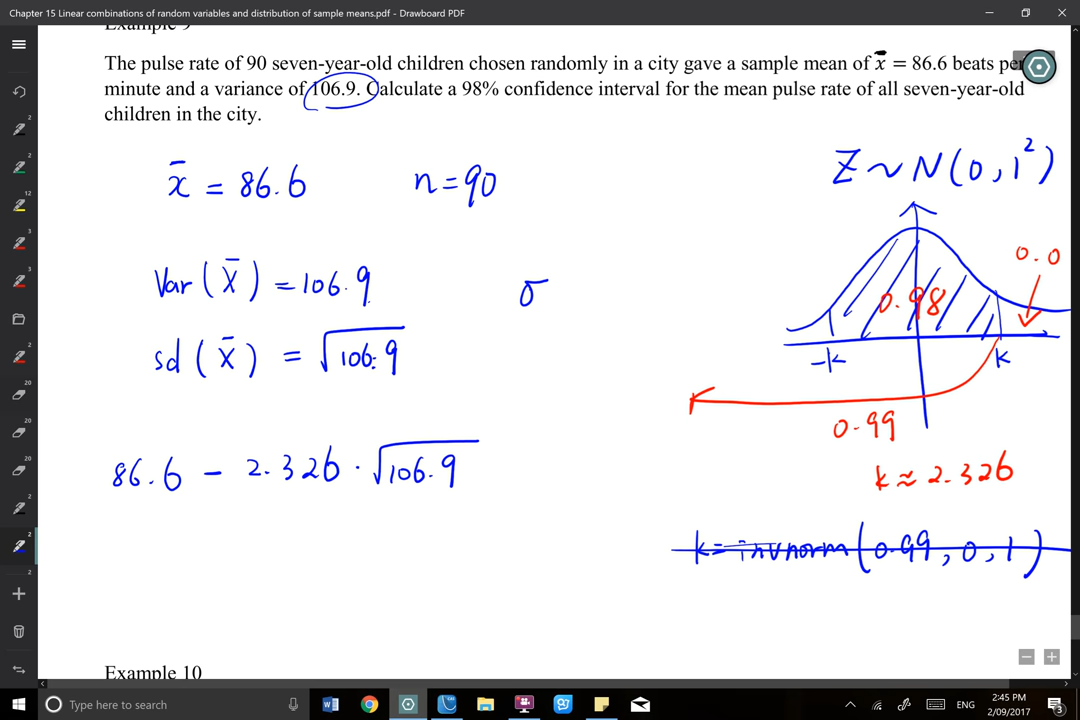 Chapter 15 Linear combinations of random variables and distribution of sample means.pdf - Drawboard PDF
Example 9
The pulse rate of 90 seven-year-old children chosen randomly in a city gave a sample mean of x̄ = 86.6 beats per
minute and a variance of 106.9. Calculate a 98% confidence interval for the mean pulse rate of all seven-year-old
children in the city.
x̄ = 86.6 n = 90
Z ~ N(0, 1²)
Var(X̄) = 106.9 σ
0.0
0.98
sd(X̄) = √106.9
-k k
0.99
86.6 - 2.326 · √106.9
k ≈ 2.326
k = invnorm(0.99, 0, 1)
Example 10
Type here to search
ENG
2:45 PM
2/09/2017